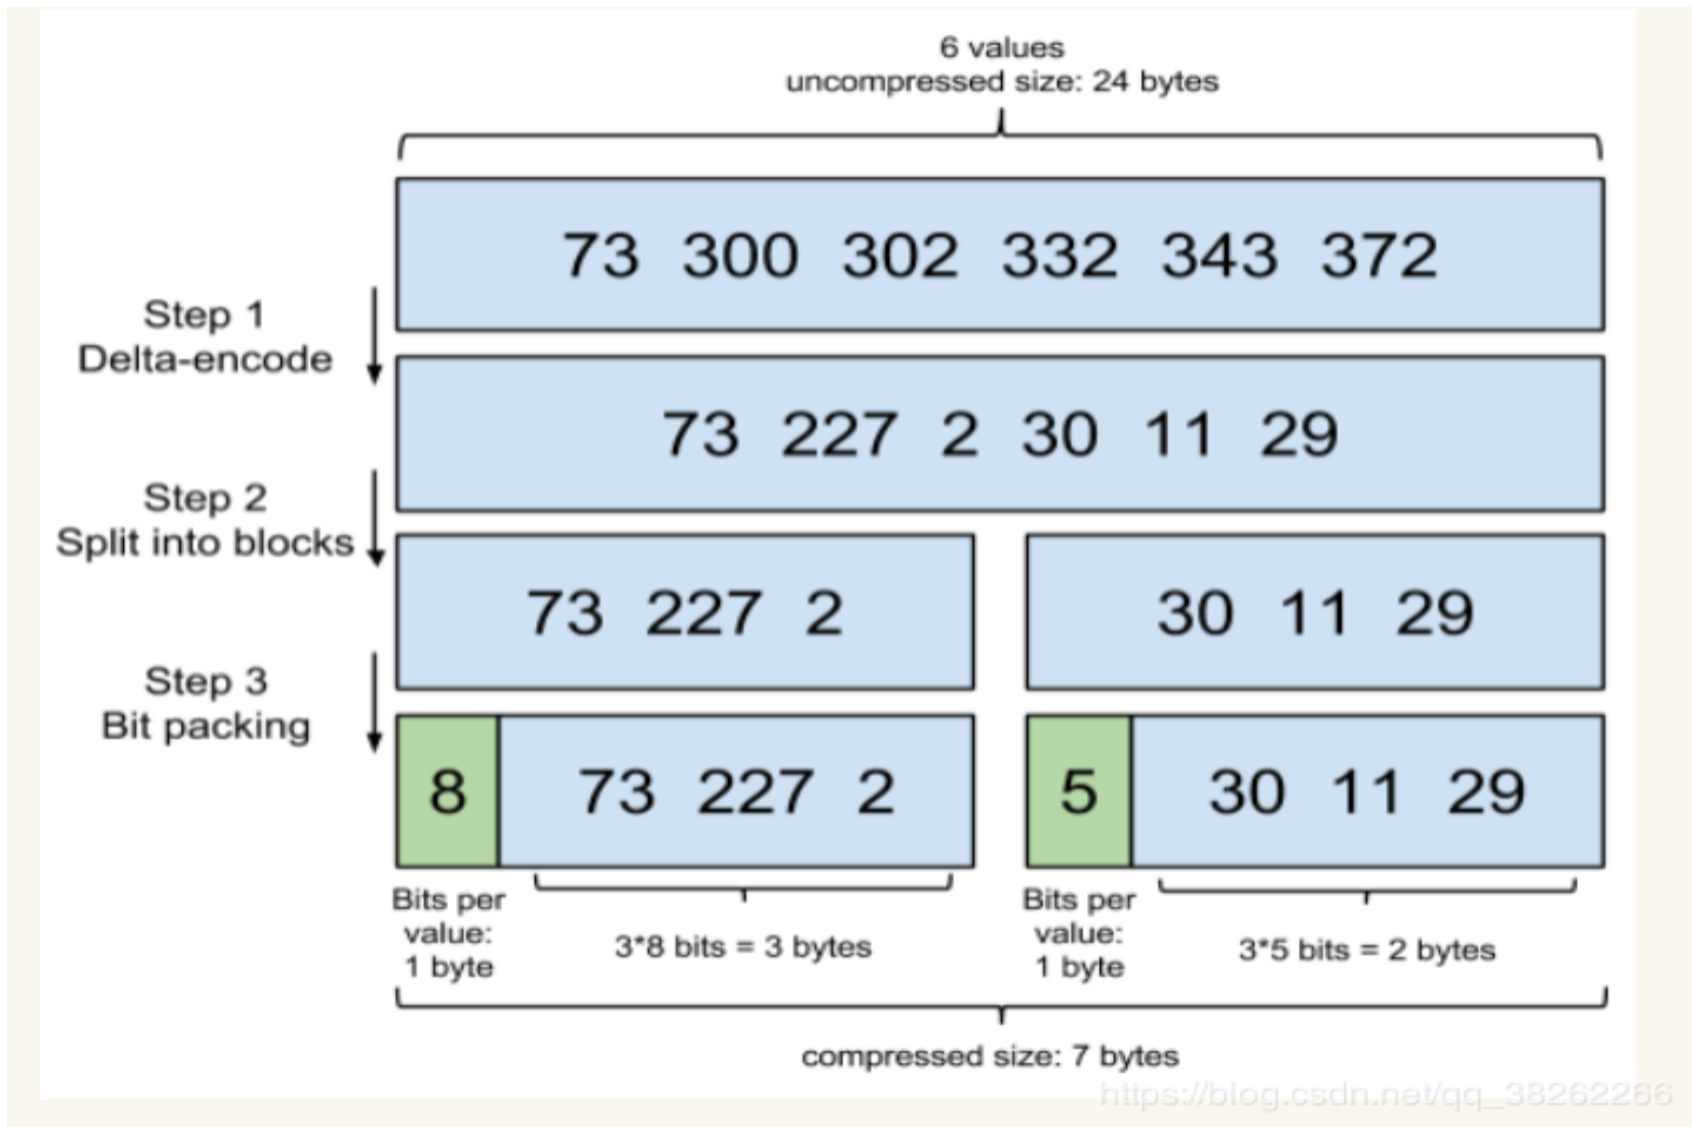 6 values
uncompressed size: 24 bytes
73 300 302 332 343 372
Step 1
Delta-encode
73 227 2 30 11 29
Step 2
Split into blocks
73 227 2
30 11 29
Step 3
Bit packing
8
73 227 2
5
30 11 29
Bits per
value:
1 byte
3*8 bits = 3 bytes
Bits per
value:
1 byte
3*5 bits = 2 bytes
compressed size: 7 bytes
https://blog.csdn.net/qq_38262266